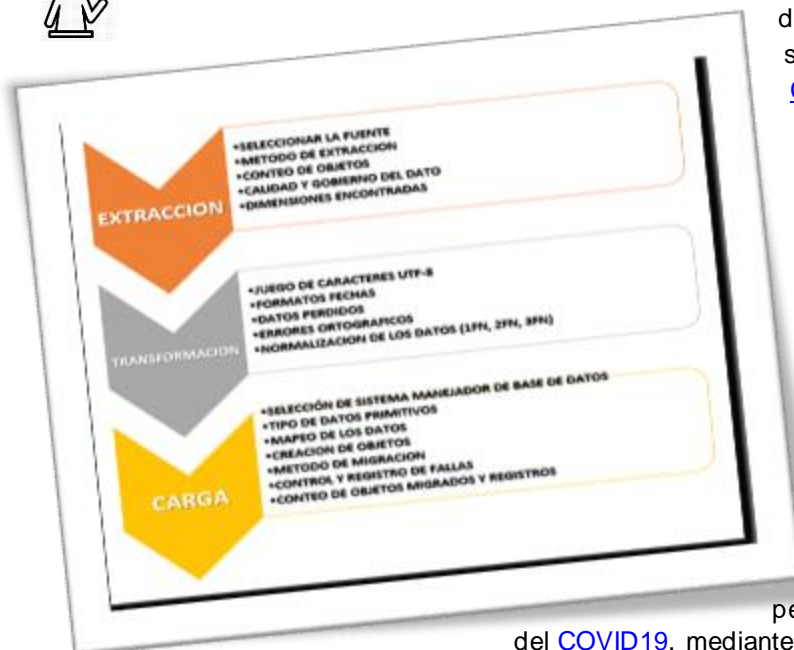 EXTRACCION
•SELECCIONAR LA FUENTE
•METODO DE EXTRACCION
•CONTEO DE OBJETOS
•CALIDAD Y GOBIERNO DEL DATO
•DIMENSIONES ENCONTRADAS
TRANSFORMACION
•JUEGO DE CARACTERES UTF-8
•FORMATOS FECHAS
•DATOS PERDIDOS
•ERRORES ORTOGRAFICOS
•NORMALIZACION DE LOS DATOS (1FN, 2FN, 3FN)
CARGA
•SELECCIÓN DE SISTEMA MANEJADOR DE BASE DE DATOS
•TIPO DE DATOS PRIMITIVOS
•MAPEO DE LOS DATOS
•CREACION DE OBJETOS
•METODO DE MIGRACION
•CONTROL Y REGISTRO DE FALLAS
•CONTEO DE OBJETOS MIGRADOS Y REGISTROS
del COVID19, mediante